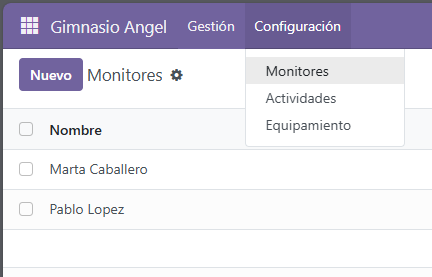 Gimnasio Angel Gestión Configuración
Nuevo Monitores
Monitores
Actividades
Equipamiento
Nombre
Marta Caballero
Pablo Lopez